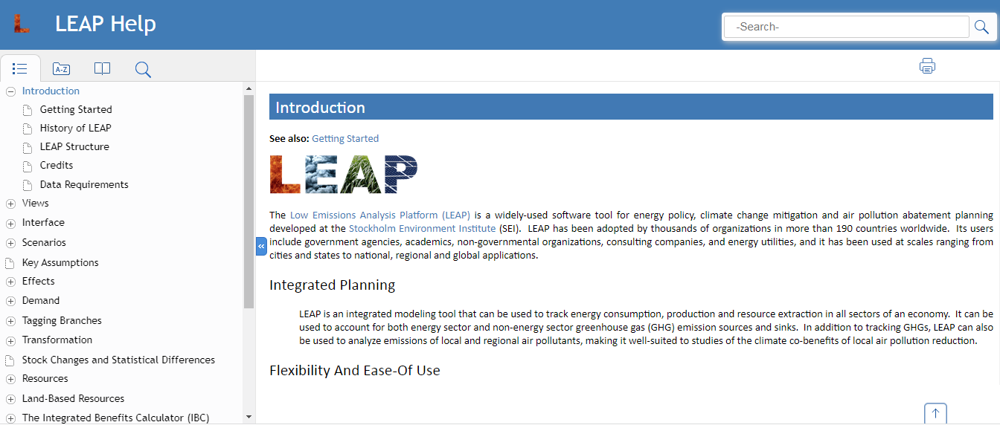 L LEAP Help
-Search-
A-Z
Introduction
Getting Started
History of LEAP
LEAP Structure
Credits
Data Requirements
Views
Interface
Scenarios
Key Assumptions
Effects
Demand
Tagging Branches
Transformation
Stock Changes and Statistical Differences
Resources
Land-Based Resources
The Integrated Benefits Calculator (IBC)
Introduction
See also: Getting Started
LEAP
The Low Emissions Analysis Platform (LEAP) is a widely-used software tool for energy policy, climate change mitigation and air pollution abatement planning
developed at the Stockholm Environment Institute (SEI). LEAP has been adopted by thousands of organizations in more than 190 countries worldwide. Its users
include government agencies, academics, non-governmental organizations, consulting companies, and energy utilities, and it has been used at scales ranging from
cities and states to national, regional and global applications.
Integrated Planning
LEAP is an integrated modeling tool that can be used to track energy consumption, production and resource extraction in all sectors of an economy. It can be
used to account for both energy sector and non-energy sector greenhouse gas (GHG) emission sources and sinks. In addition to tracking GHGs, LEAP can also
be used to analyze emissions of local and regional air pollutants, making it well-suited to studies of the climate co-benefits of local air pollution reduction.
Flexibility And Ease-Of Use